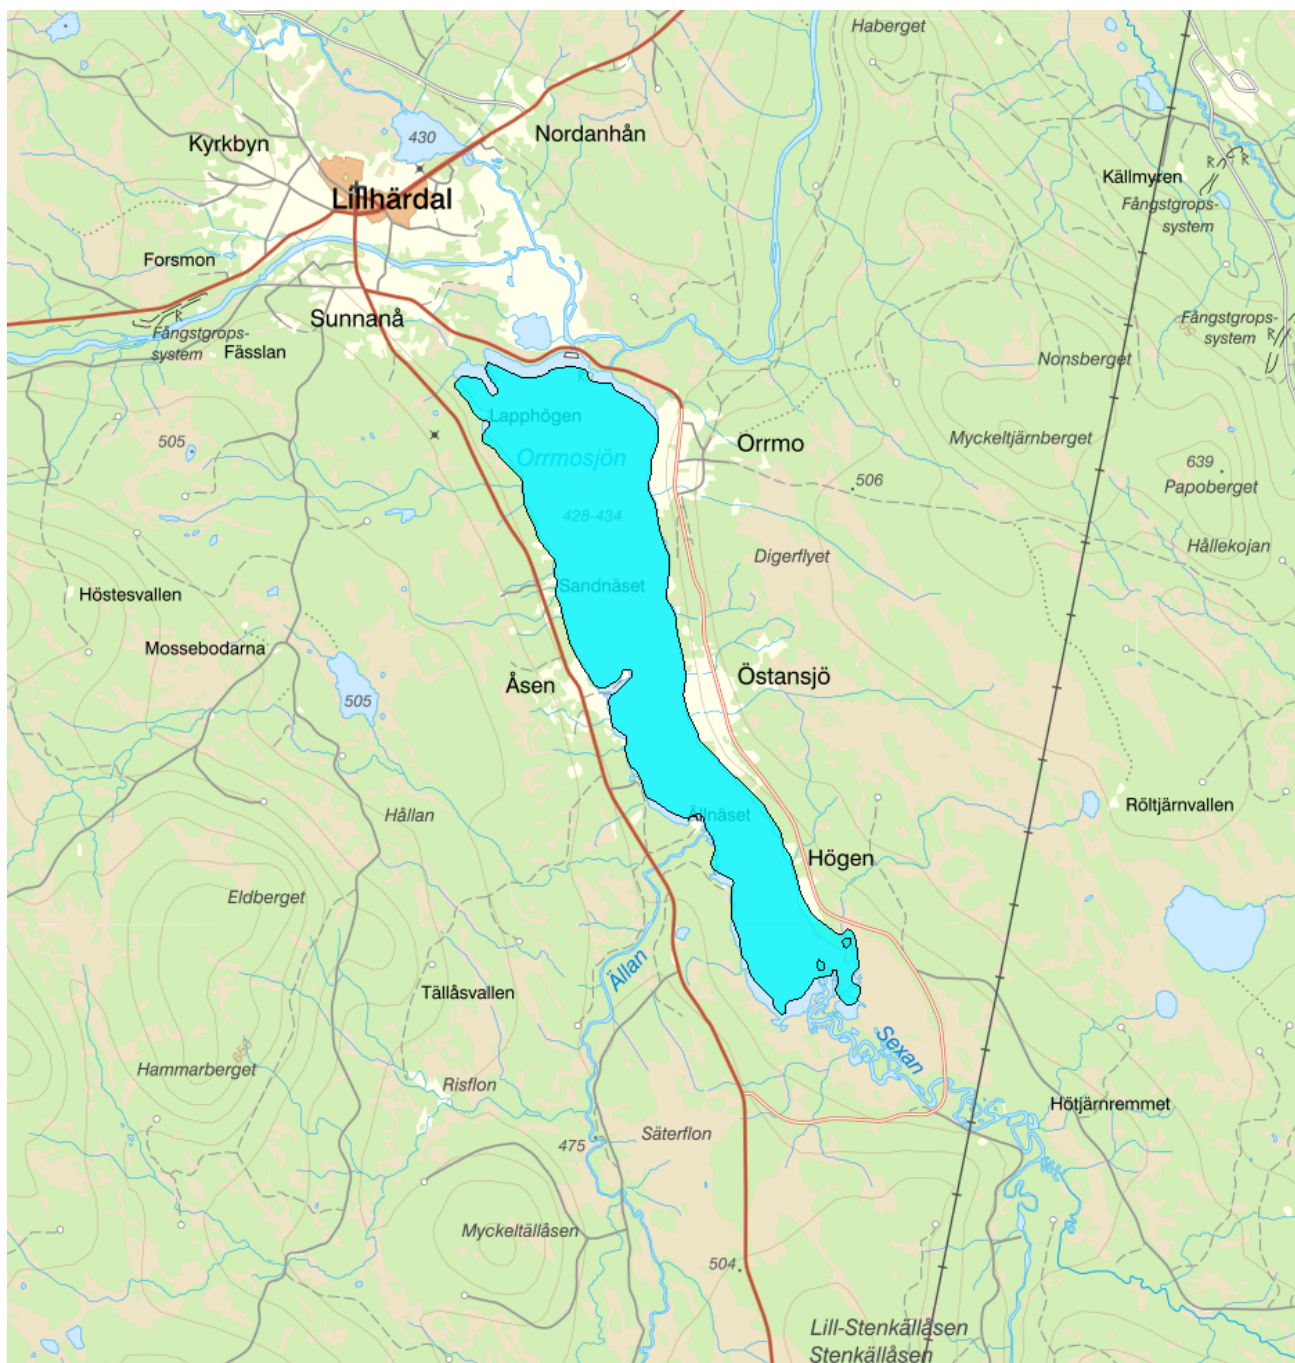 Haberget
430
Nordanhån
Kyrkbyn
Lillhärdal
Källmyren
Fångstgrops-
system
Forsmon
Sunnanå
Fångstgrops-
system
Fångstgrops-
system
Fässlan
Nonsberget
Lapphögen
Orrmo
Myckeltjärnberget
505
Orrmosjön
639
Papoberget
506
428-434
Digerflyet
Hållekojan
Sandnäset
Höstesvallen
Mossebodarna
Åsen
Östansjö
505
Hållan
Ällnäset
Röltjärnvallen
Högen
Eldberget
Ällan
Tällåsvallen
Sexan
650
Hammarberget
Risflon
Hötjärnremmet
475
Säterflon
Myckeltällåsen
504
Lill-Stenkällåsen
Stenkällåsen